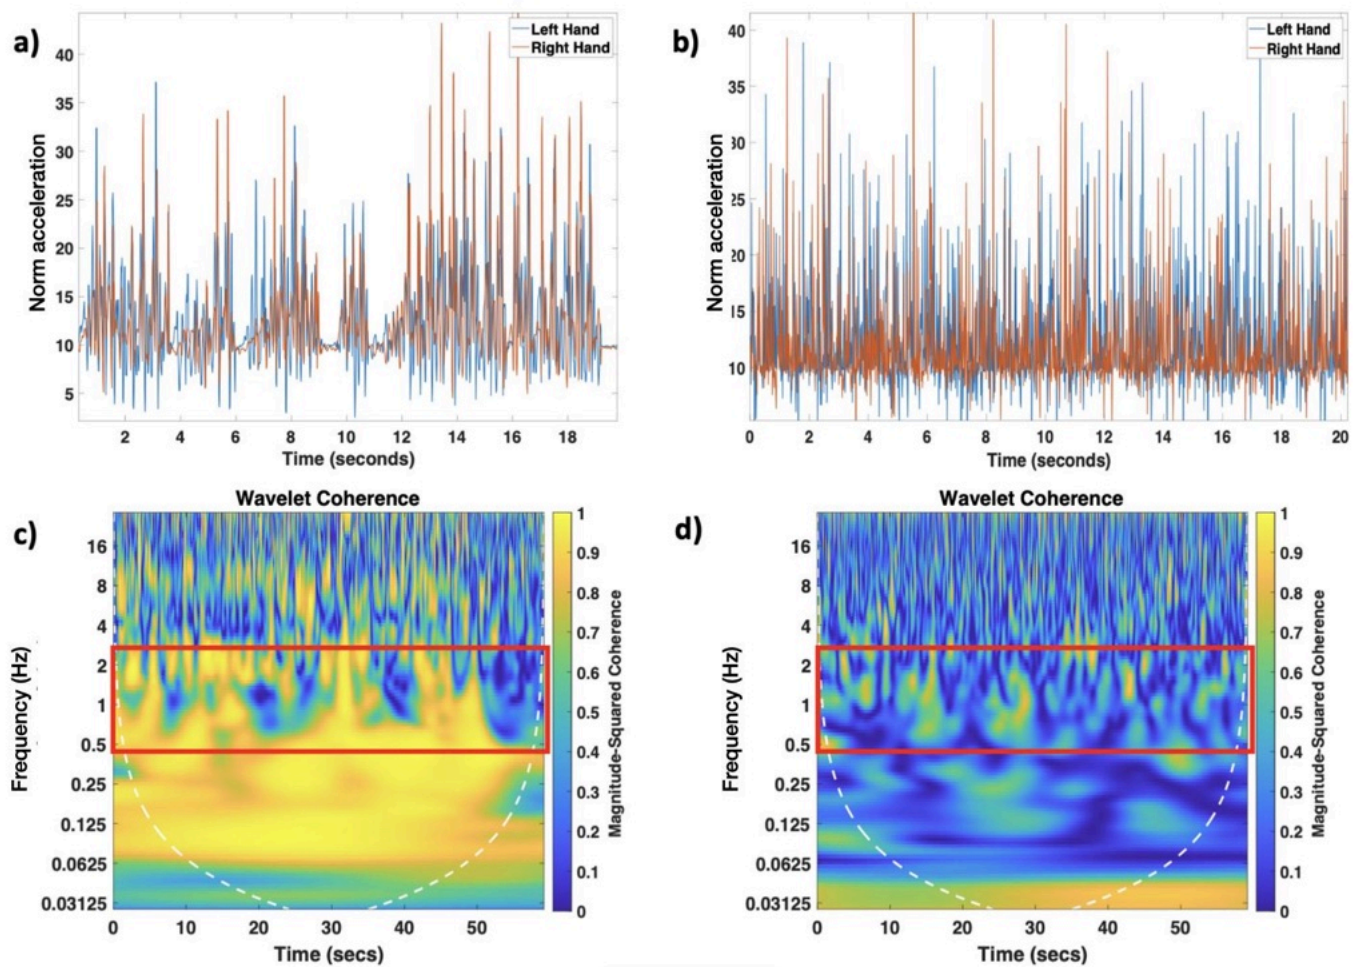 a)
Left Hand
Right Hand
Norm acceleration
40
35
30
25
20
15
10
5
2 4 6 8 10 12 14 16 18
Time (seconds)
b)
Left Hand
Right Hand
Norm acceleration
40
35
30
25
20
15
10
0 2 4 6 8 10 12 14 16 18 20
Time (seconds)
c)
Wavelet Coherence
Frequency (Hz)
16
8
4
2
1
0.5
0.25
0.125
0.0625
0.03125
0 10 20 30 40 50
Time (secs)
1
0.9
0.8
0.7
0.6
0.5
0.4
0.3
0.2
0.1
0
Magnitude-Squared Coherence
d)
Wavelet Coherence
Frequency (Hz)
16
8
4
2
1
0.5
0.25
0.125
0.0625
0.03125
0 10 20 30 40 50
Time (secs)
1
0.9
0.8
0.7
0.6
0.5
0.4
0.3
0.2
0.1
0
Magnitude-Squared Coherence